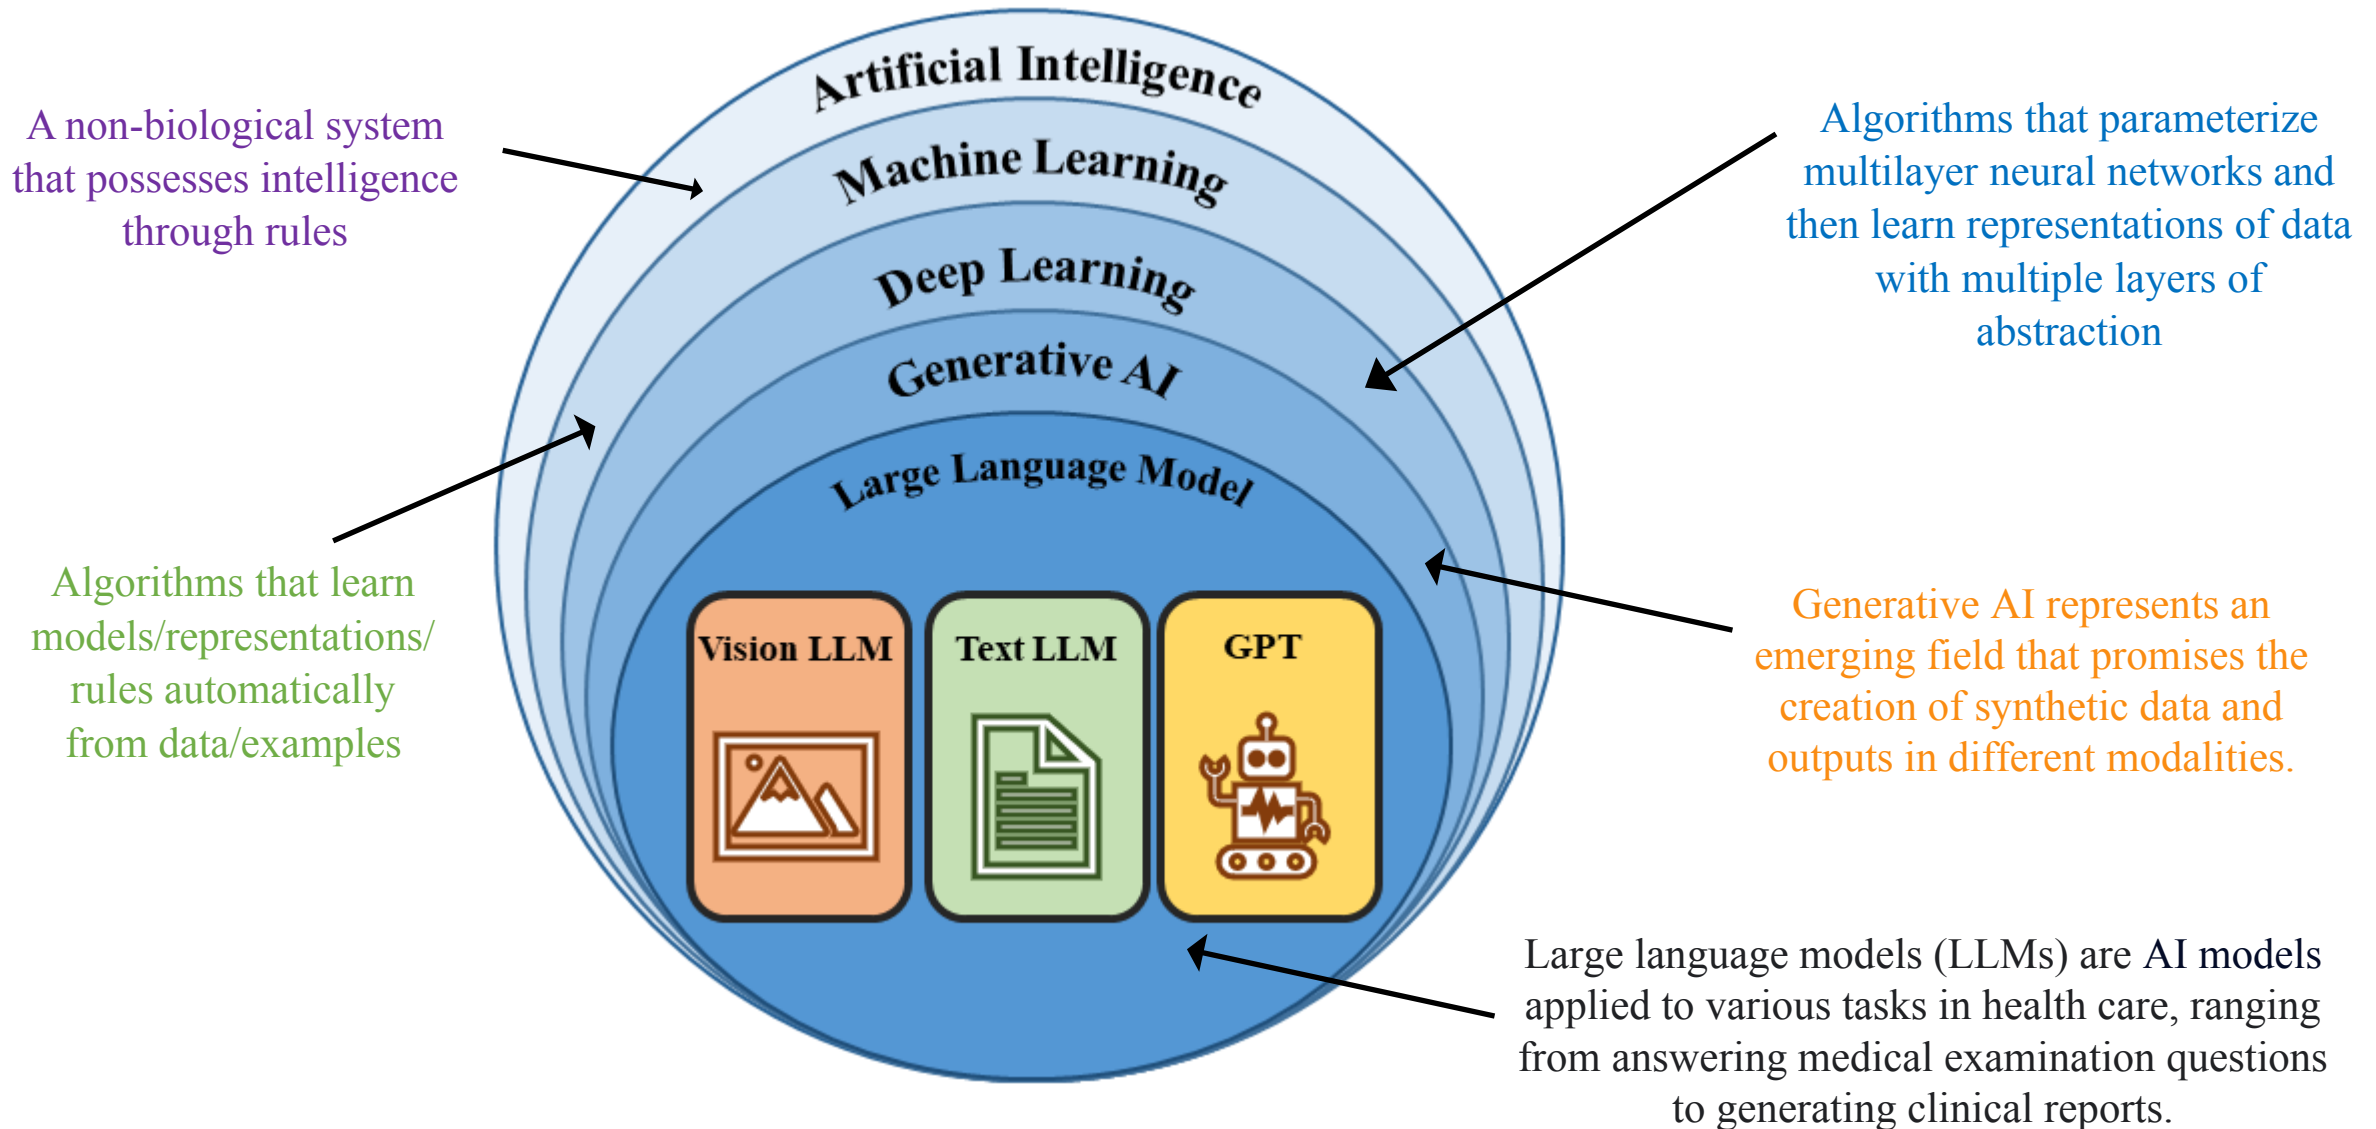 Artificial Intelligence
Machine Learning
Deep Learning
Generative AI
Large Language Model
Vision LLM
Text LLM
GPT
A non-biological system
that possesses intelligence
through rules
Algorithms that learn
models/representations/
rules automatically
from data/examples
Algorithms that parameterize
multilayer neural networks and
then learn representations of data
with multiple layers of
abstraction
Generative AI represents an
emerging field that promises the
creation of synthetic data and
outputs in different modalities.
Large language models (LLMs) are AI models
applied to various tasks in health care, ranging
from answering medical examination questions
to generating clinical reports.